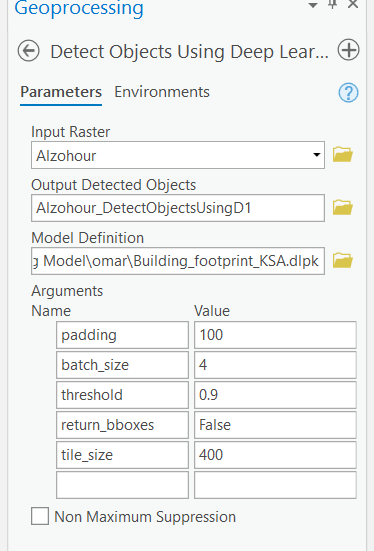 Geoprocessing
Detect Objects Using Deep Lear...
Parameters Environments
Input Raster
Alzohour
Output Detected Objects
Alzohour_DetectObjectsUsingD1
Model Definition
g Model\omar\Building_footprint_KSA.dlpk
Arguments
Name Value
padding 100
batch_size 4
threshold 0.9
return_bboxes False
tile_size 400
Non Maximum Suppression